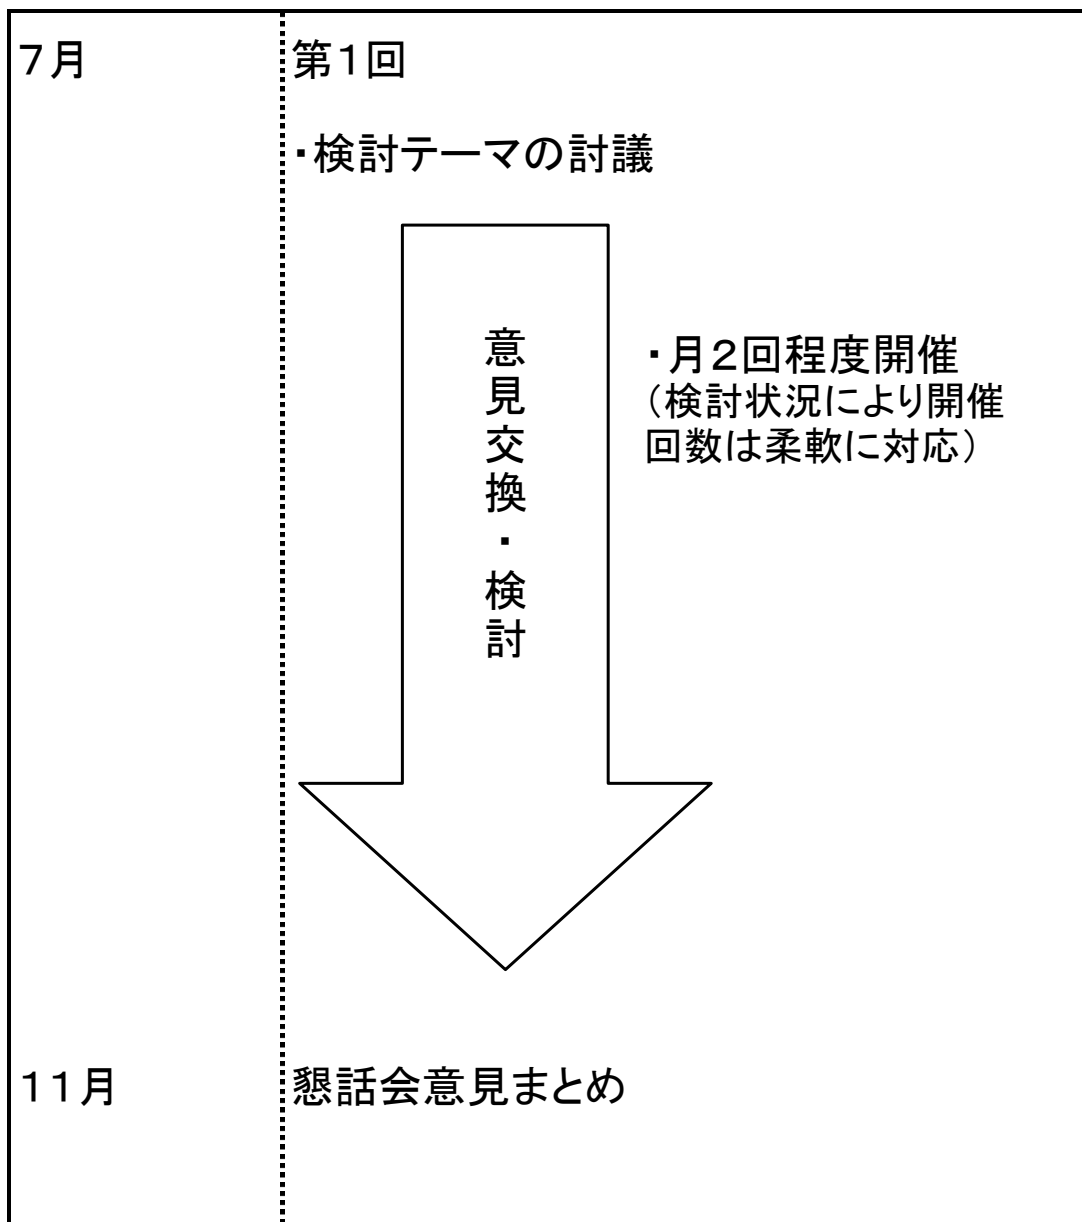 ７月
第１回
・検討テーマの討議
意見交換・検討
・月２回程度開催
（検討状況により開催
回数は柔軟に対応）
１１月
懇話会意見まとめ